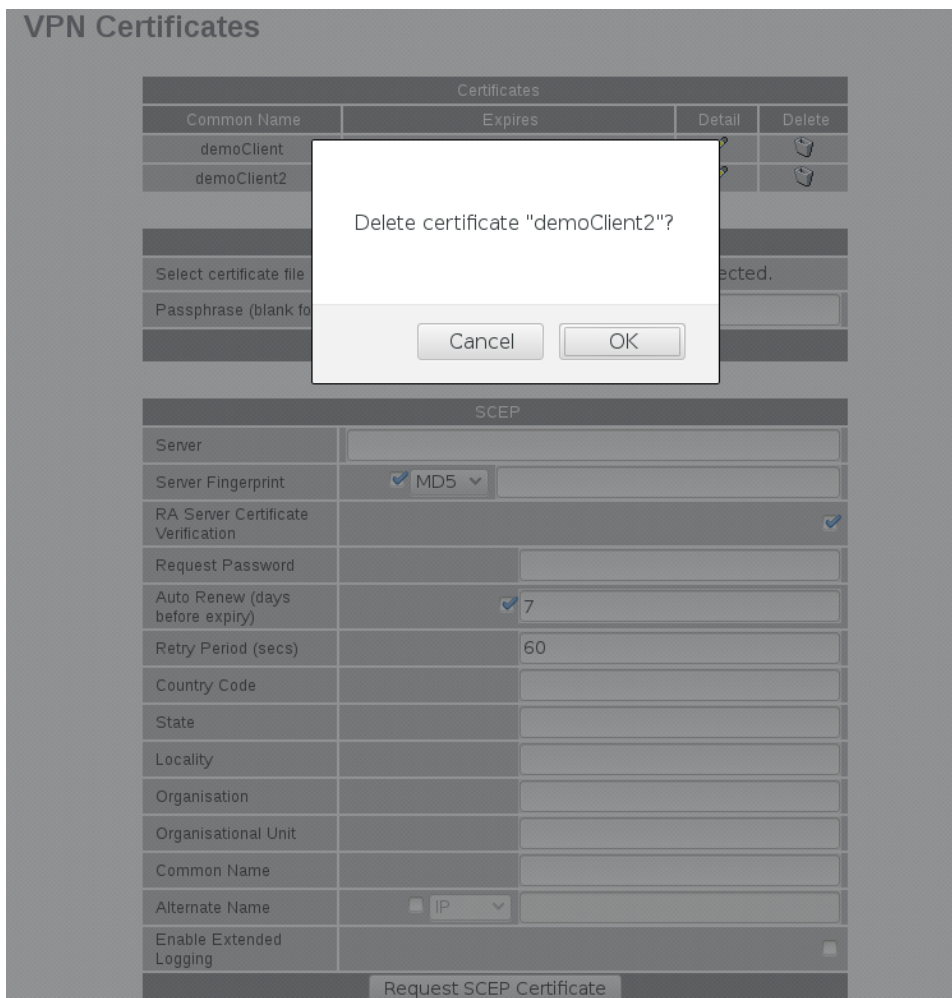 VPN Certificates
Certificates
Common Name Expires Detail Delete
demoClient
demoClient2
Delete certificate "demoClient2"?
Cancel OK
Select certificate file
Passphrase (blank
SCEP
Server
Server Fingerprint MD5
RA Server Certificate
Verification
Request Password
Auto Renew (days
before expiry) 7
Retry Period (secs) 60
Country Code
State
Locality
Organisation
Organisational Unit
Common Name
Alternate Name IP
Enable Extended
Logging
Request SCEP Certificate